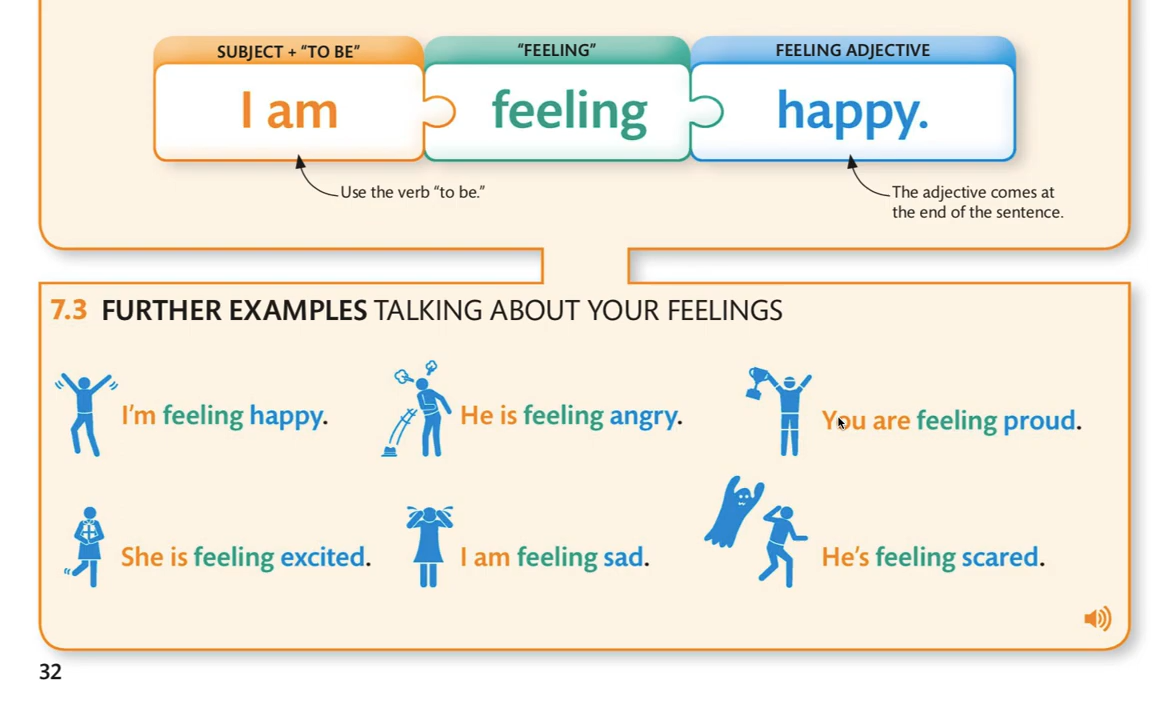 SUBJECT + “TO BE”
“FEELING”
FEELING ADJECTIVE
I am
feeling
happy.
Use the verb “to be.”
The adjective comes at
the end of the sentence.
7.3 FURTHER EXAMPLES TALKING ABOUT YOUR FEELINGS
I’m feeling happy.
He is feeling angry.
You are feeling proud.
She is feeling excited.
I am feeling sad.
He’s feeling scared.
32